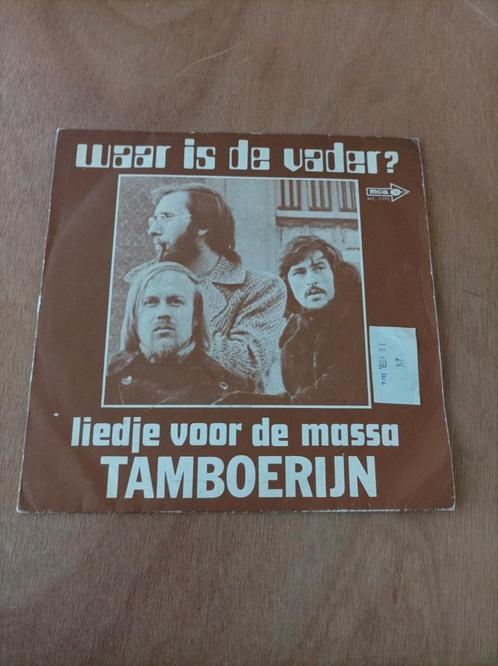 waar is de vader?
mca
liedje voor de massa
TAMBOERIJN